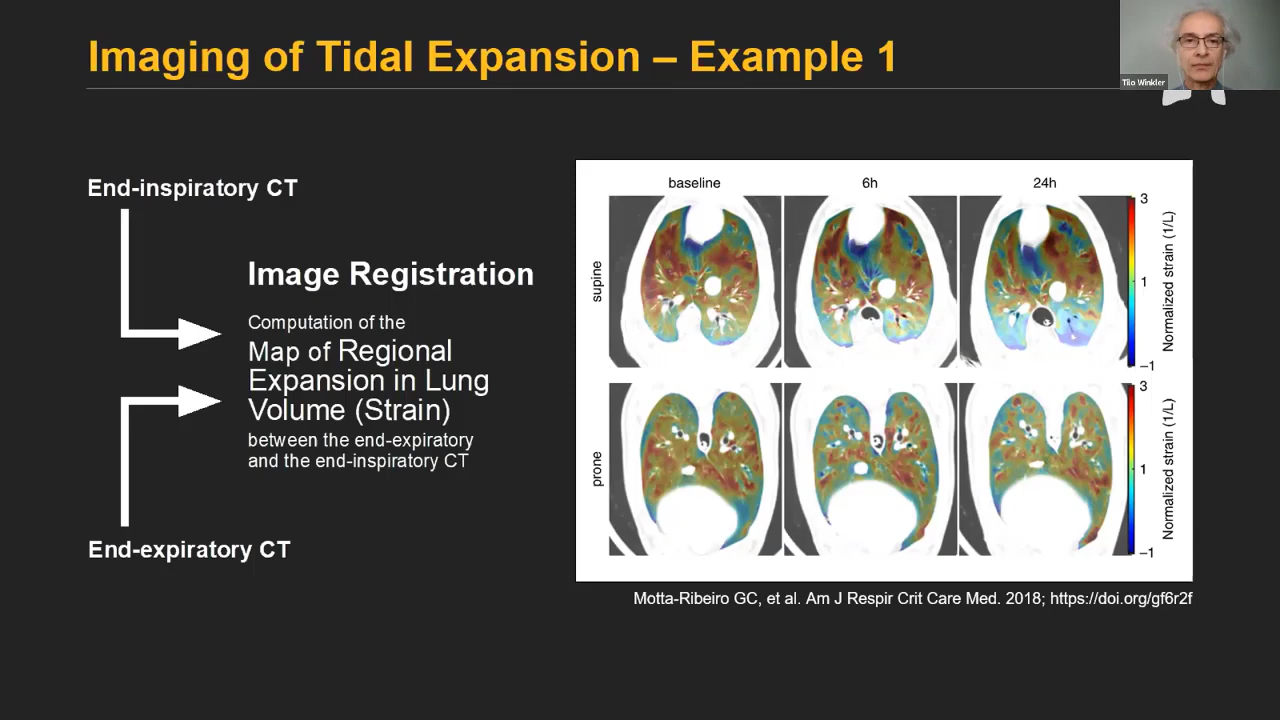 Imaging of Tidal Expansion – Example 1
Tilo Winkler
End-inspiratory CT
Image Registration
Computation of the
Map of Regional
Expansion in Lung
Volume (Strain)
between the end-expiratory
and the end-inspiratory CT
End-expiratory CT
baseline 6h 24h
supine
3
1
–1
Normalized strain (1/L)
prone
3
1
–1
Normalized strain (1/L)
Motta-Ribeiro GC, et al. Am J Respir Crit Care Med. 2018; https://doi.org/gf6r2f